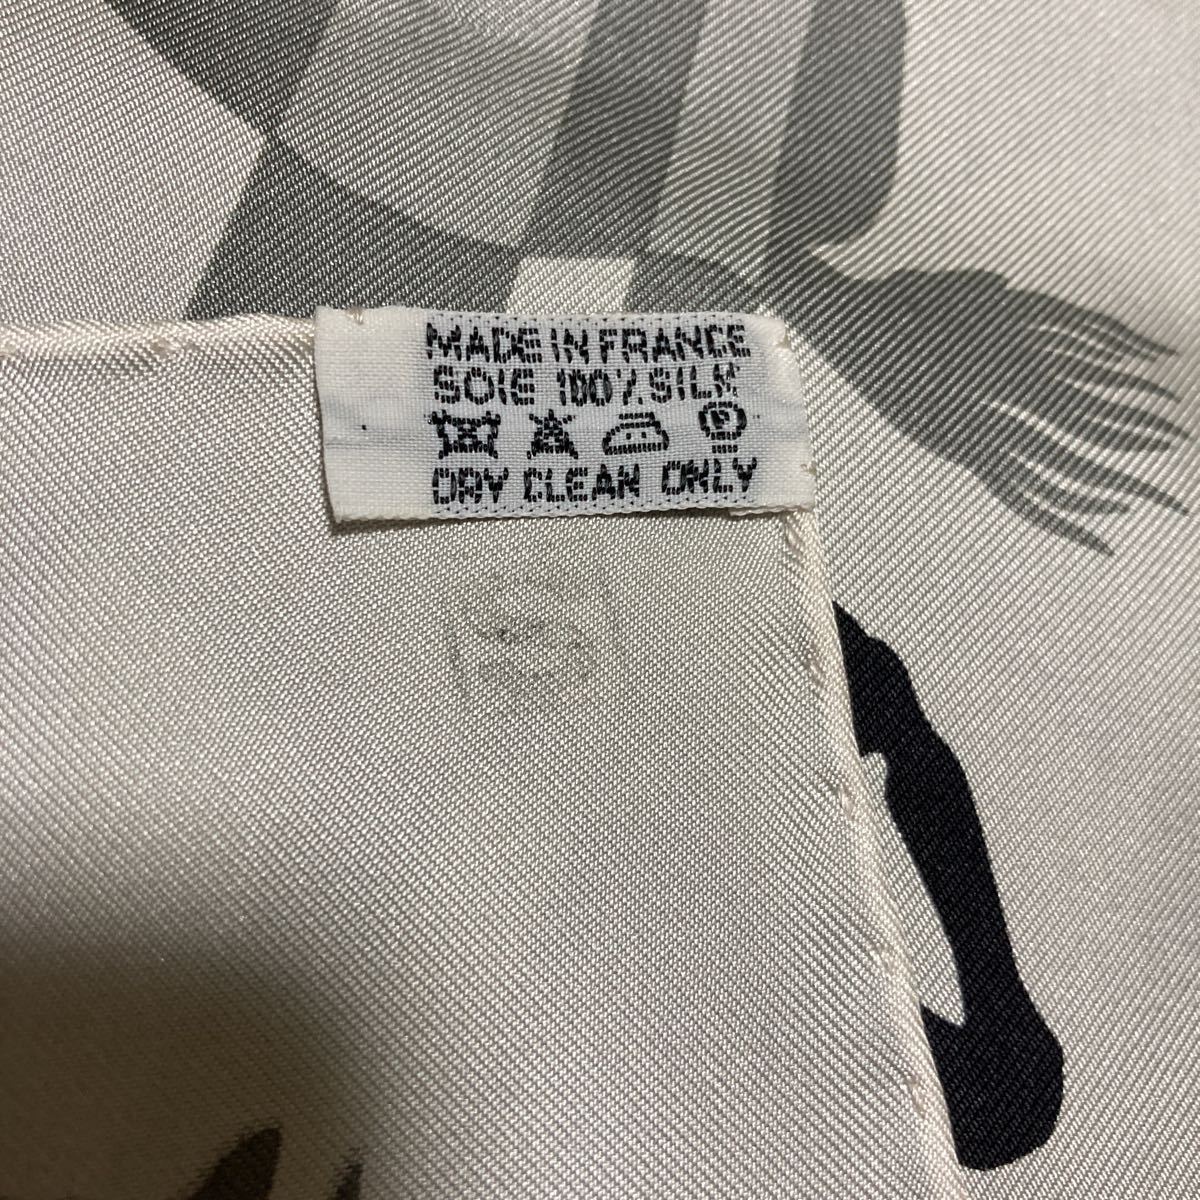 MADE IN FRANCE
SOIE 100% SILK
DRY CLEAN ONLY